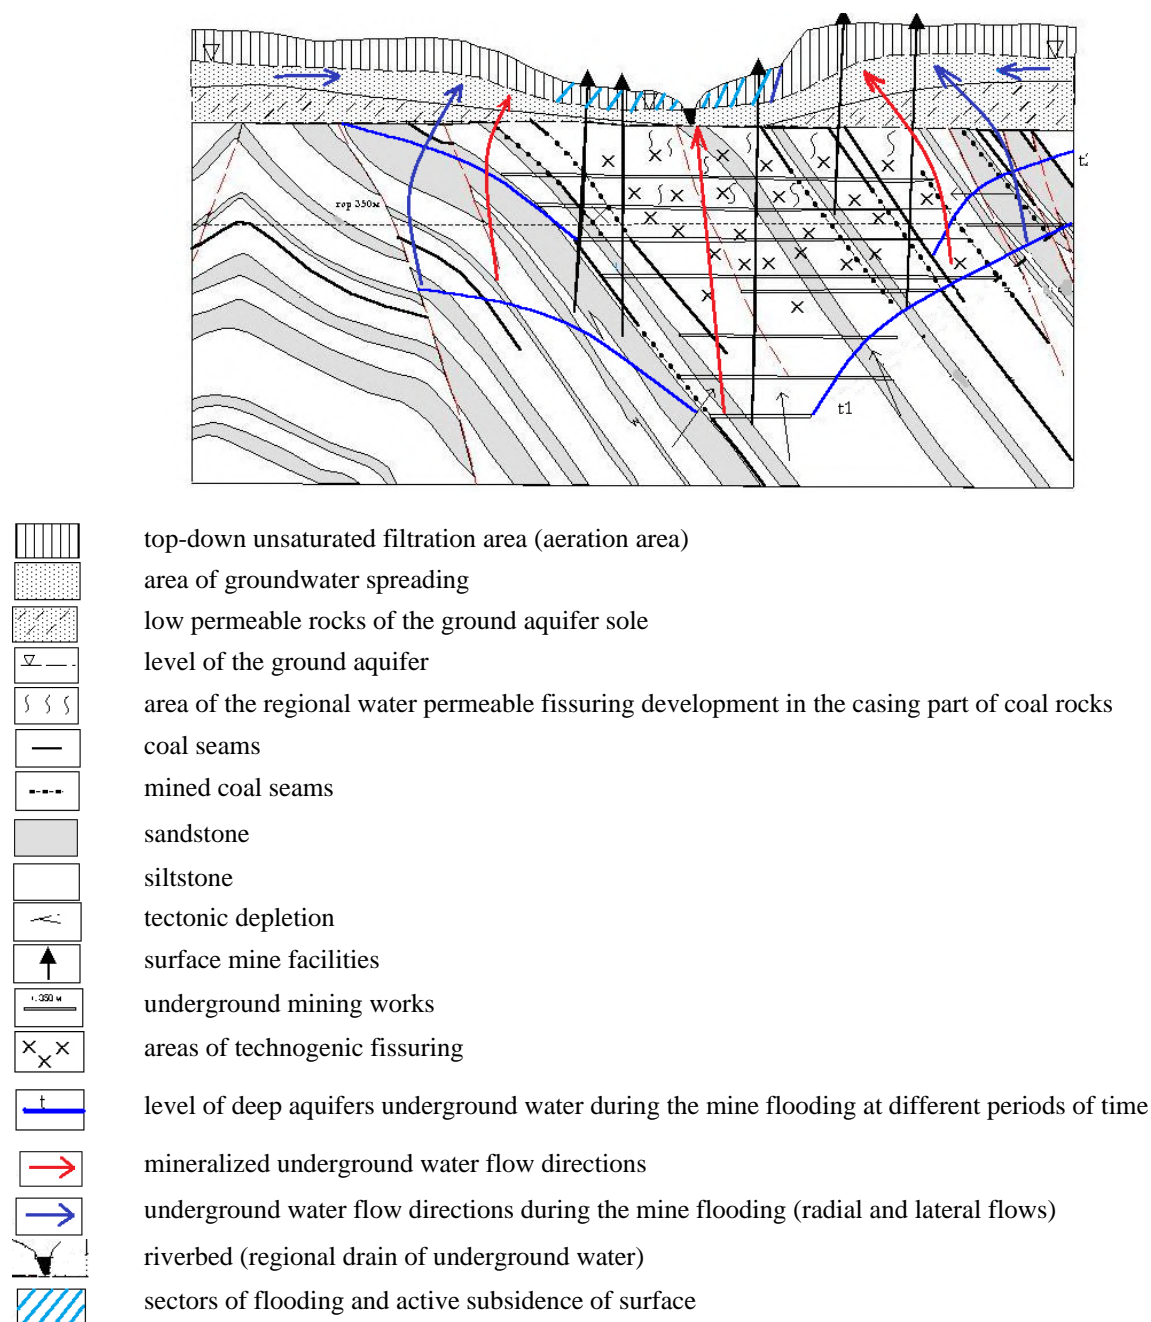 t2
гор 350м
t1
top-down unsaturated filtration area (aeration area)
area of groundwater spreading
low permeable rocks of the ground aquifer sole
level of the ground aquifer
area of the regional water permeable fissuring development in the casing part of coal rocks
coal seams
mined coal seams
sandstone
siltstone
tectonic depletion
surface mine facilities
underground mining works
areas of technogenic fissuring
t
level of deep aquifers underground water during the mine flooding at different periods of time
mineralized underground water flow directions
underground water flow directions during the mine flooding (radial and lateral flows)
riverbed (regional drain of underground water)
sectors of flooding and active subsidence of surface